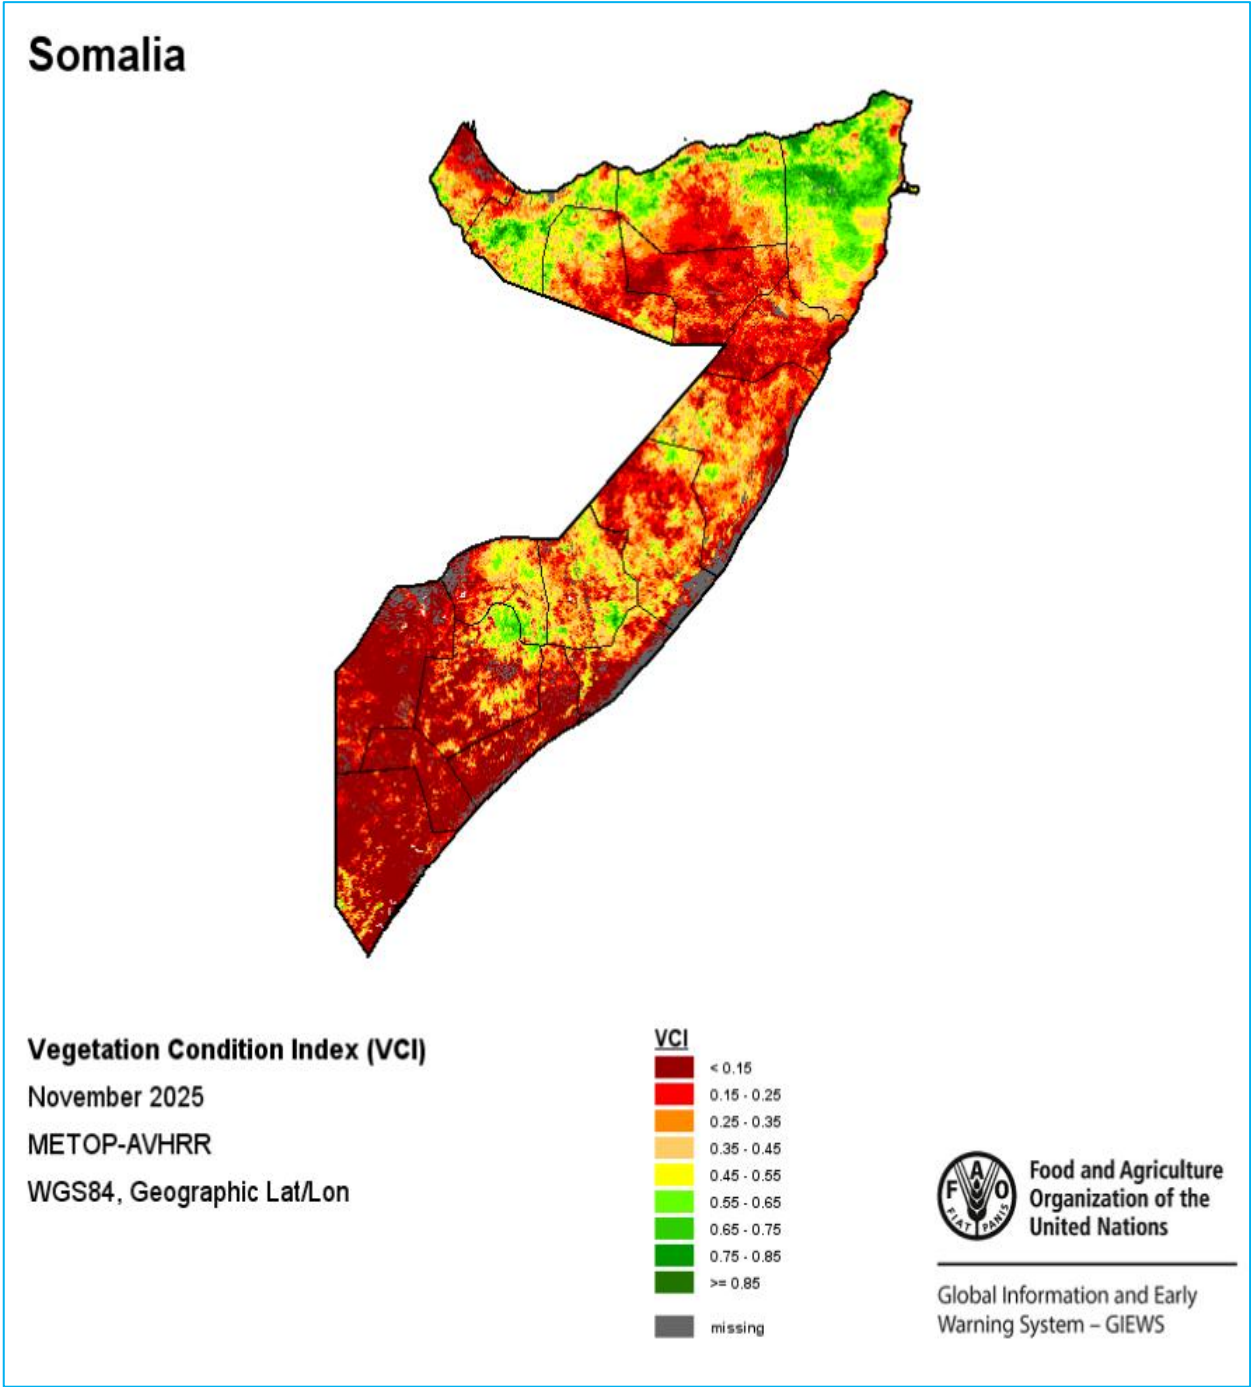 Somalia
Vegetation Condition Index (VCI)
November 2025
METOP-AVHRR
WGS84, Geographic Lat/Lon
VCI
< 0.15
0.15 - 0.25
0.25 - 0.35
0.35 - 0.45
0.45 - 0.55
0.55 - 0.65
0.65 - 0.75
0.75 - 0.85
>= 0.85
missing
F A O
FIAT PANIS
Food and Agriculture
Organization of the
United Nations
Global Information and Early
Warning System – GIEWS